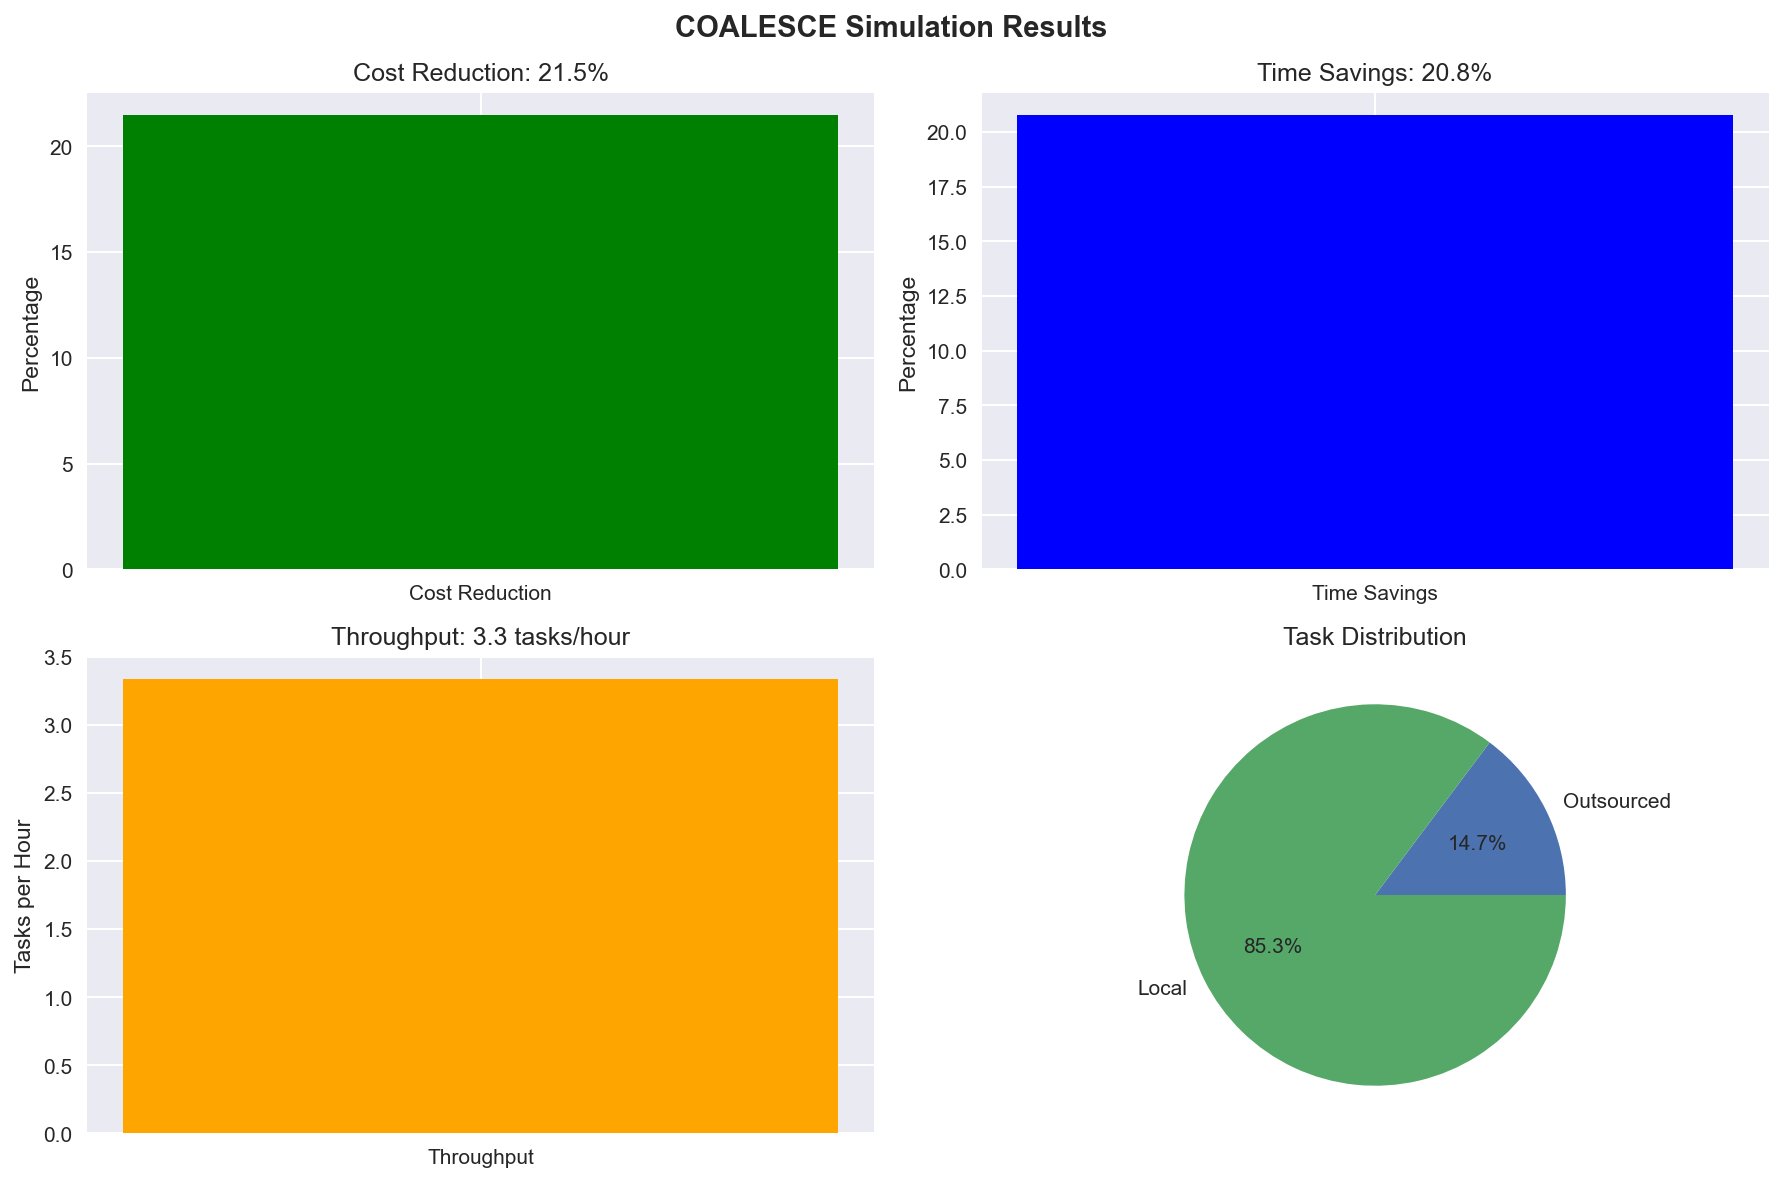 COALESCE Simulation Results
Cost Reduction: 21.5%
Percentage
20
15
10
5
0
Cost Reduction
Time Savings: 20.8%
Percentage
20.0
17.5
15.0
12.5
10.0
7.5
5.0
2.5
0.0
Time Savings
Throughput: 3.3 tasks/hour
Tasks per Hour
3.5
3.0
2.5
2.0
1.5
1.0
0.5
0.0
Throughput
Task Distribution
Outsourced
14.7%
85.3%
Local